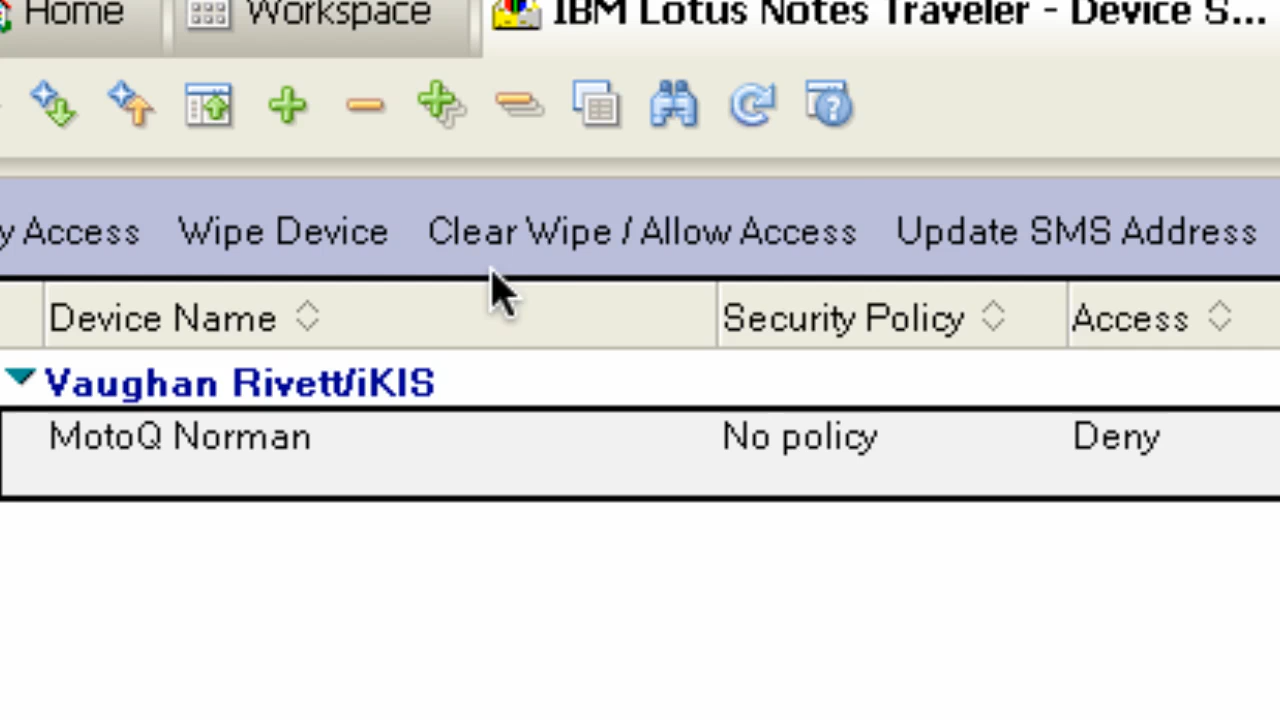 Home Workspace IBM Lotus Notes Traveler - Device S...
y Access Wipe Device Clear Wipe / Allow Access Update SMS Address
Device Name Security Policy Access
Vaughan Rivett/iKIS
MotoQ Norman No policy Deny